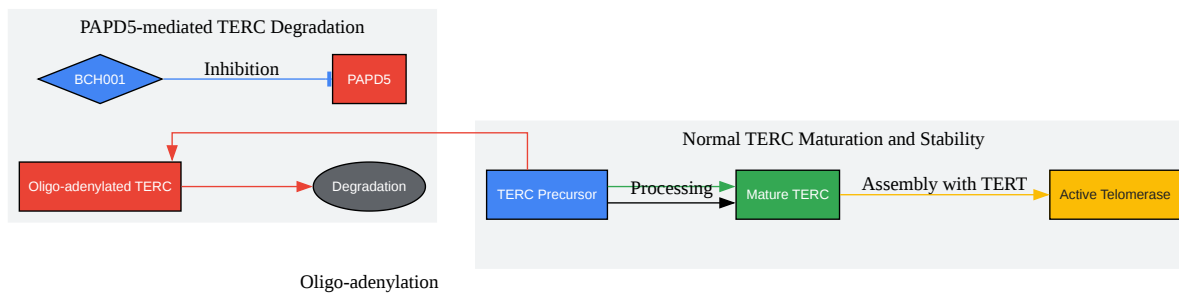 PAPD5-mediated TERC Degradation
BCH001
Inhibition
PAPD5
Oligo-adenylated TERC
Degradation
Normal TERC Maturation and Stability
TERC Precursor
Processing
Mature TERC
Assembly with TERT
Active Telomerase
Oligo-adenylation